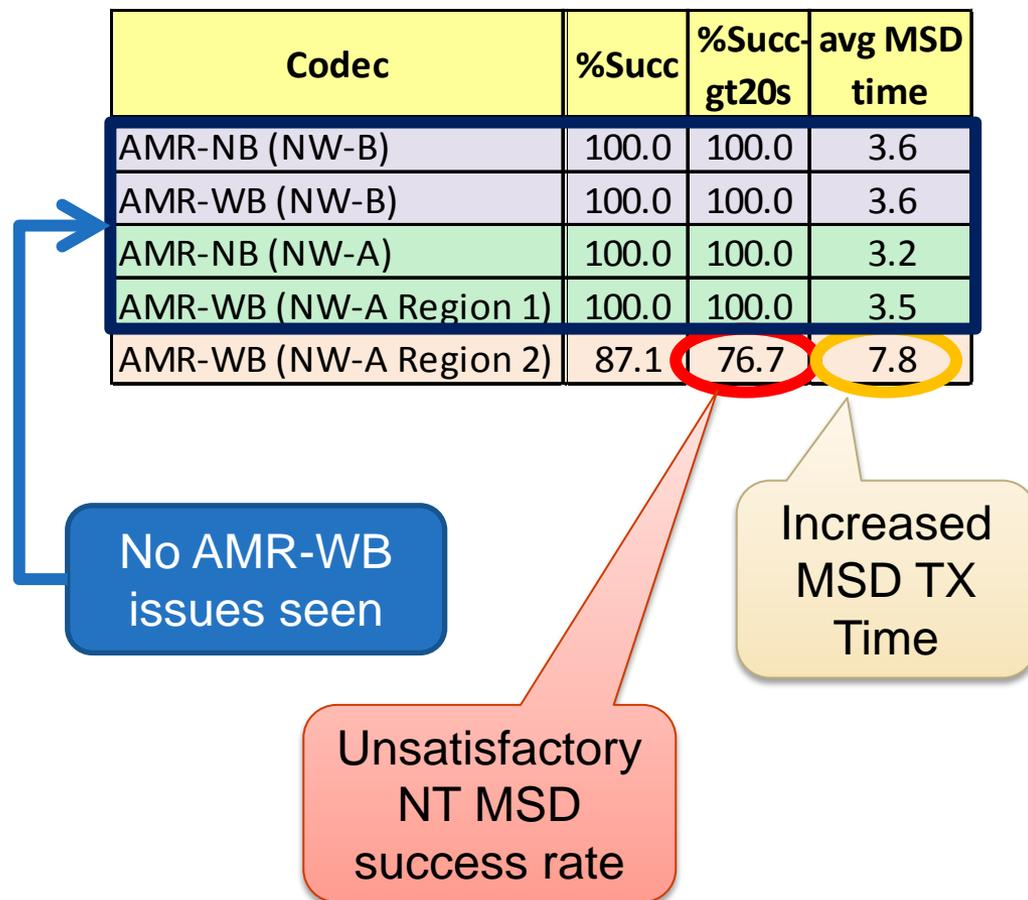 Codec %Succ %Succ- avg MSD
gt20s time
AMR-NB (NW-B) 100.0 100.0 3.6
AMR-WB (NW-B) 100.0 100.0 3.6
AMR-NB (NW-A) 100.0 100.0 3.2
AMR-WB (NW-A Region 1) 100.0 100.0 3.5
AMR-WB (NW-A Region 2) 87.1 76.7 7.8
No AMR-WB
issues seen
Increased
MSD TX
Time
Unsatisfactory
NT MSD
success rate